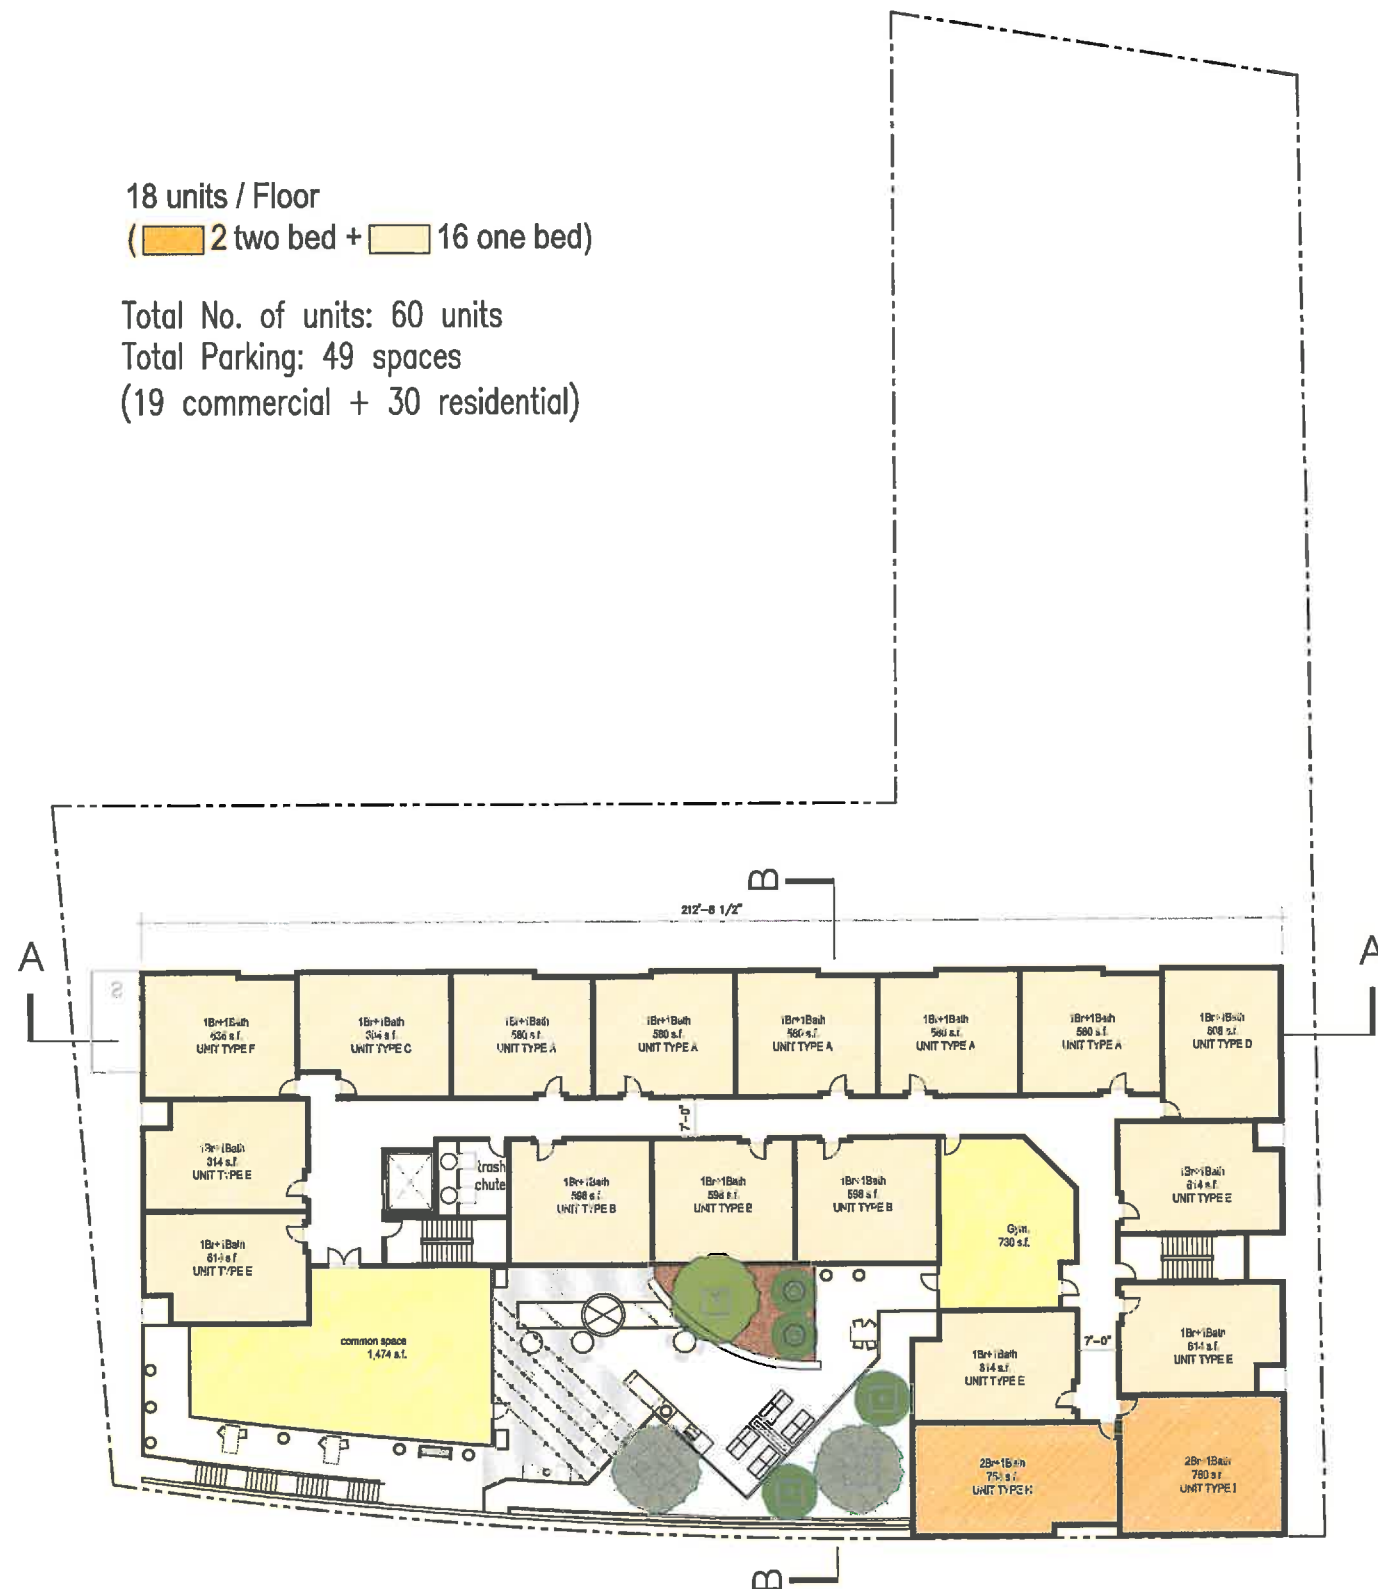 18 units / Floor
( 2 two bed + 16 one bed)
Total No. of units: 60 units
Total Parking: 49 spaces
(19 commercial + 30 residential)
B
212'-8 1/2"
A
A
S
1Br+1Bath
UNIT TYPE F
1Br+1Bath
UNIT TYPE C
1Br+1Bath
580 s.f.
UNIT TYPE A
1Br+1Bath
580 s.f.
UNIT TYPE A
1Br+1Bath
580 s.f.
UNIT TYPE A
1Br+1Bath
580 s.f.
UNIT TYPE A
1Br+1Bath
580 s.f.
UNIT TYPE A
1Br+1Bath
608 s.f.
UNIT TYPE D
7'-0"
1Br+1Bath
614 s.f.
UNIT TYPE E
trash
chute
1Br+1Bath
598 s.f.
UNIT TYPE B
1Br+1Bath
598 s.f.
UNIT TYPE B
1Br+1Bath
598 s.f.
UNIT TYPE B
1Br+1Bath
614 s.f.
UNIT TYPE E
Gym.
730 s.f.
1Br+1Bath
614 s.f.
UNIT TYPE E
common space
1,474 s.f.
7'-0"
1Br+1Bath
614 s.f.
UNIT TYPE E
1Br+1Bath
614 s.f.
UNIT TYPE E
2Br+1Bath
UNIT TYPE H
2Br+1Bath
760 s.f.
UNIT TYPE I
B